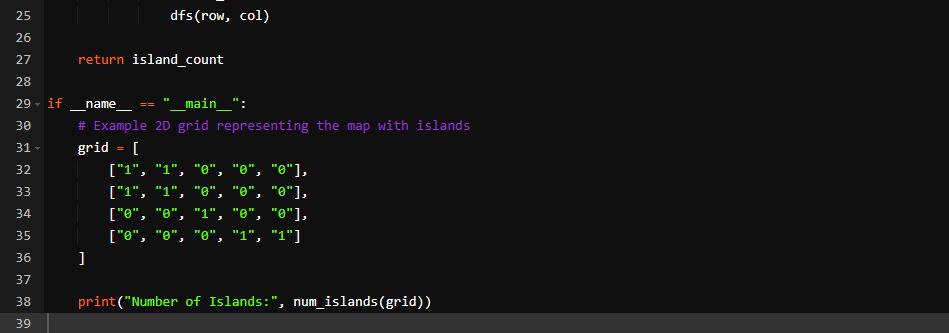 25 dfs(row, col)
26
27 return island_count
28
29 if __name__ == "__main__":
30 # Example 2D grid representing the map with islands
31 grid = [
32 ["1", "1", "0", "0", "0"],
33 ["1", "1", "0", "0", "0"],
34 ["0", "0", "1", "0", "0"],
35 ["0", "0", "0", "1", "1"]
36 ]
37
38 print("Number of Islands:", num_islands(grid))
39